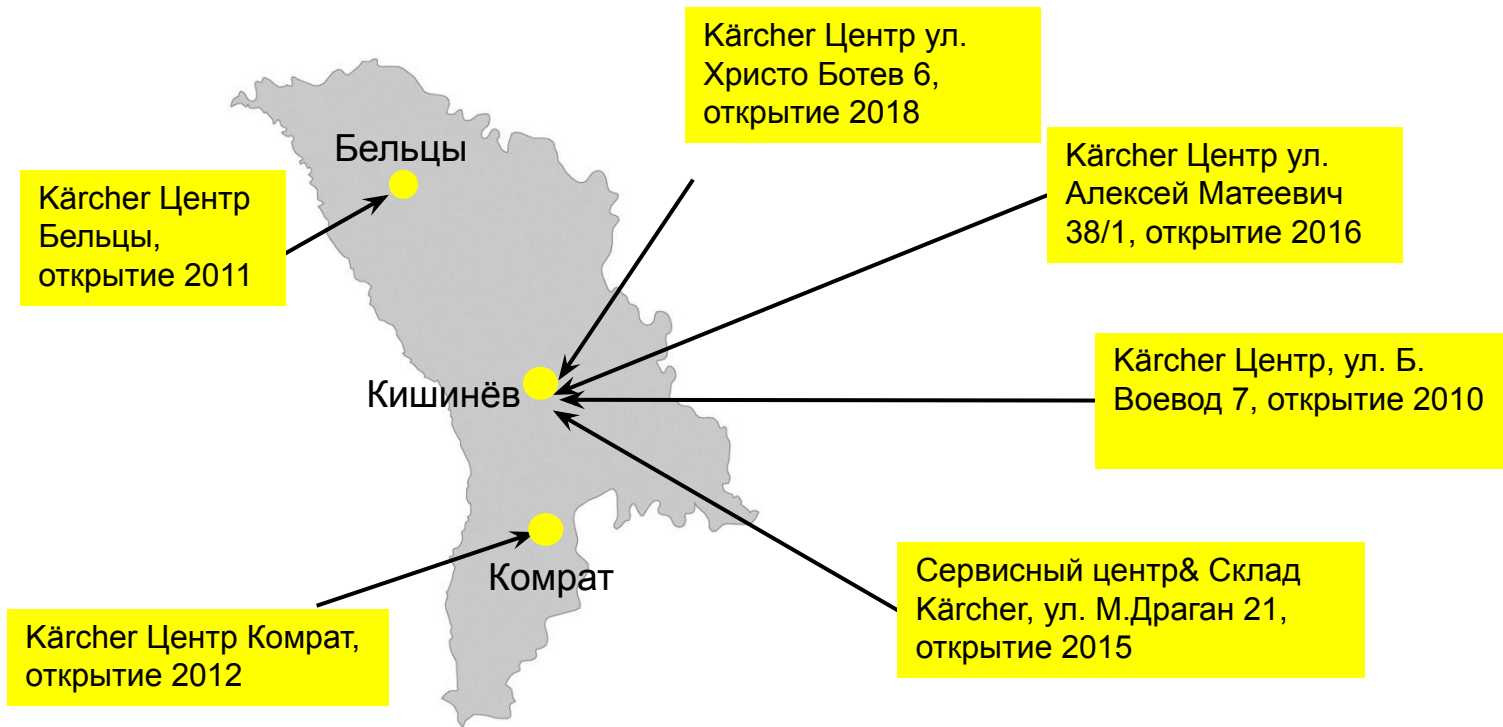 Kärcher Центр ул.
Христо Ботев 6,
открытие 2018
Kärcher Центр ул.
Алексей Матеевич
38/1, открытие 2016
Бельцы
Kärcher Центр
Бельцы,
открытие 2011
Kärcher Центр, ул. Б.
Воевод 7, открытие 2010
Кишинёв
Сервисный центр& Склад
Kärcher, ул. М.Драган 21,
открытие 2015
Комрат
Kärcher Центр Комрат,
открытие 2012